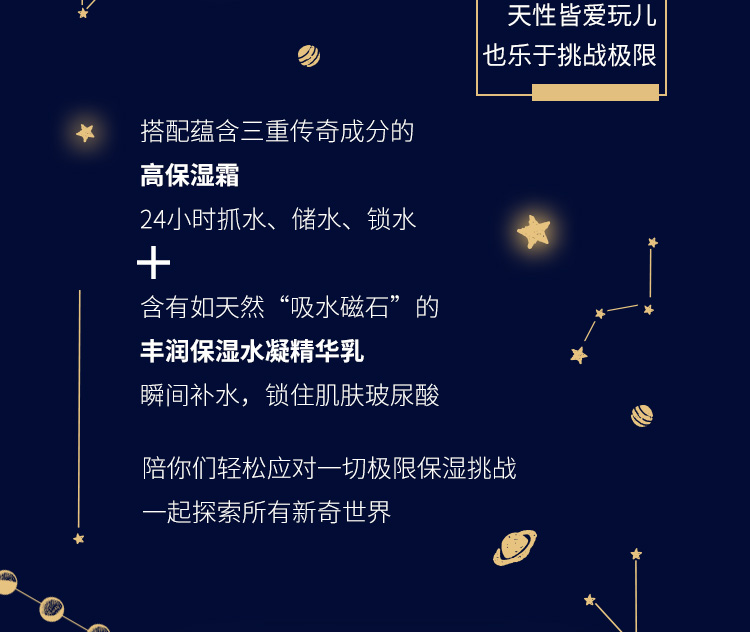 天性皆爱玩儿
也乐于挑战极限
搭配蕴含三重传奇成分的
高保湿霜
24小时抓水、储水、锁水
+
含有如天然“吸水磁石”的
丰润保湿水凝精华乳
瞬间补水，锁住肌肤玻尿酸
陪你们轻松应对一切极限保湿挑战
一起探索所有新奇世界